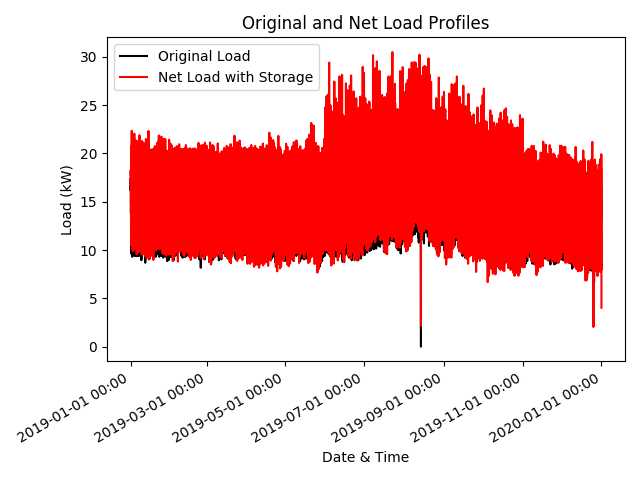 Original and Net Load Profiles
Original Load
Net Load with Storage
30
25
20
15
10
5
0
Load (kW)
2019-01-01 00:00
2019-03-01 00:00
2019-05-01 00:00
2019-07-01 00:00
2019-09-01 00:00
2019-11-01 00:00
2020-01-01 00:00
Date & Time